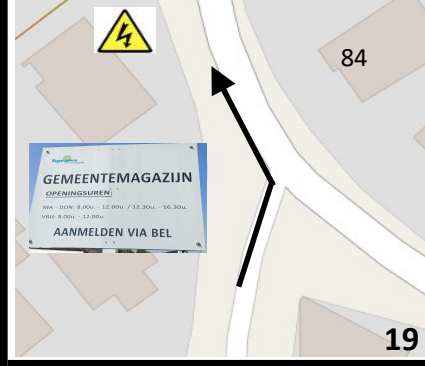 84
GEMEENTEMAGAZIJN
OPENINGSUREN:
MA - DON: 8.00u. - 12.00u. / 12.30u. - 16.30u.
VRIJ: 8.00u. - 12.00u.
AANMELDEN VIA BEL
19